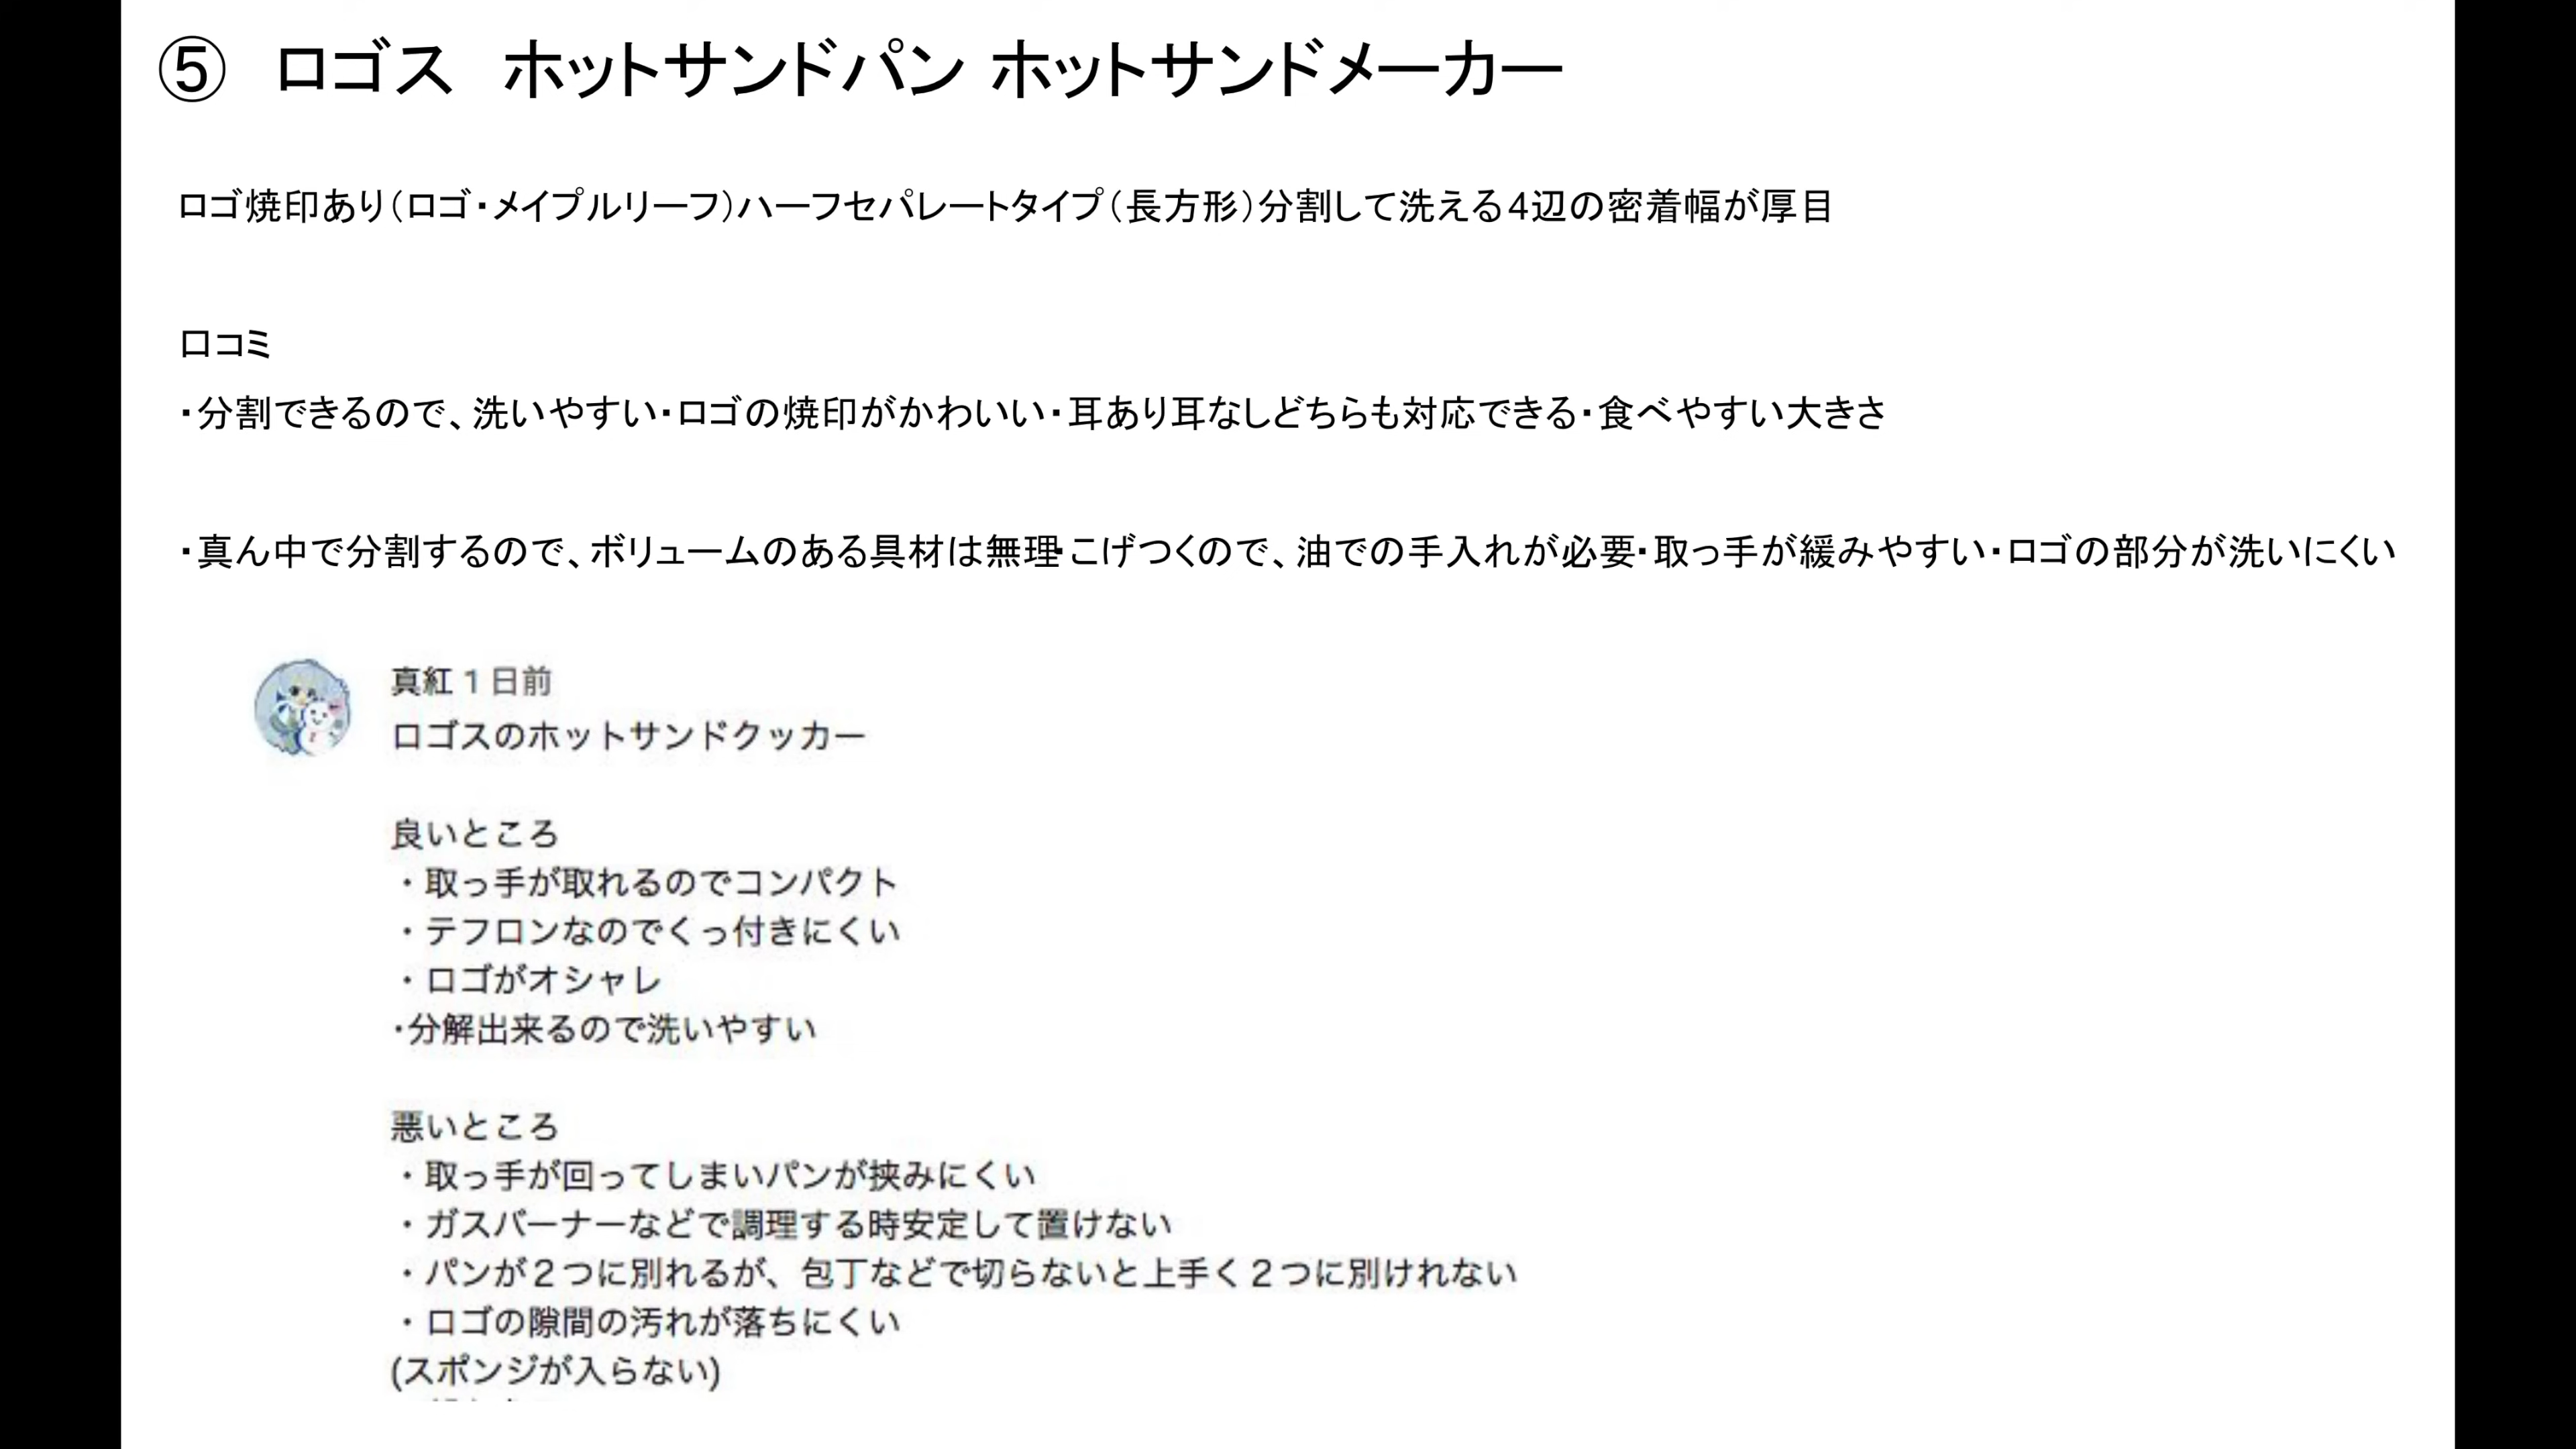 ⑤　ロゴス　ホットサンドパン ホットサンドメーカー
ロゴ焼印あり(ロゴ・メイプルリーフ)ハーフセパレートタイプ(長方形)分割して洗える4辺の密着幅が厚目
口コミ
・分割できるので、洗いやすい・ロゴの焼印がかわいい・耳あり耳なしどちらも対応できる・食べやすい大きさ
・真ん中で分割するので、ボリュームのある具材は無理・こげつくので、油での手入れが必要・取っ手が緩みやすい・ロゴの部分が洗いにくい
真紅 1 日前
ロゴスのホットサンドクッカー
良いところ
・取っ手が取れるのでコンパクト
・テフロンなのでくっ付きにくい
・ロゴがオシャレ
・分解出来るので洗いやすい
悪いところ
・取っ手が回ってしまいパンが挟みにくい
・ガスバーナーなどで調理する時安定して置けない
・パンが２つに別れるが、包丁などで切らないと上手く２つに別けれない
・ロゴの隙間の汚れが落ちにくい
(スポンジが入らない)